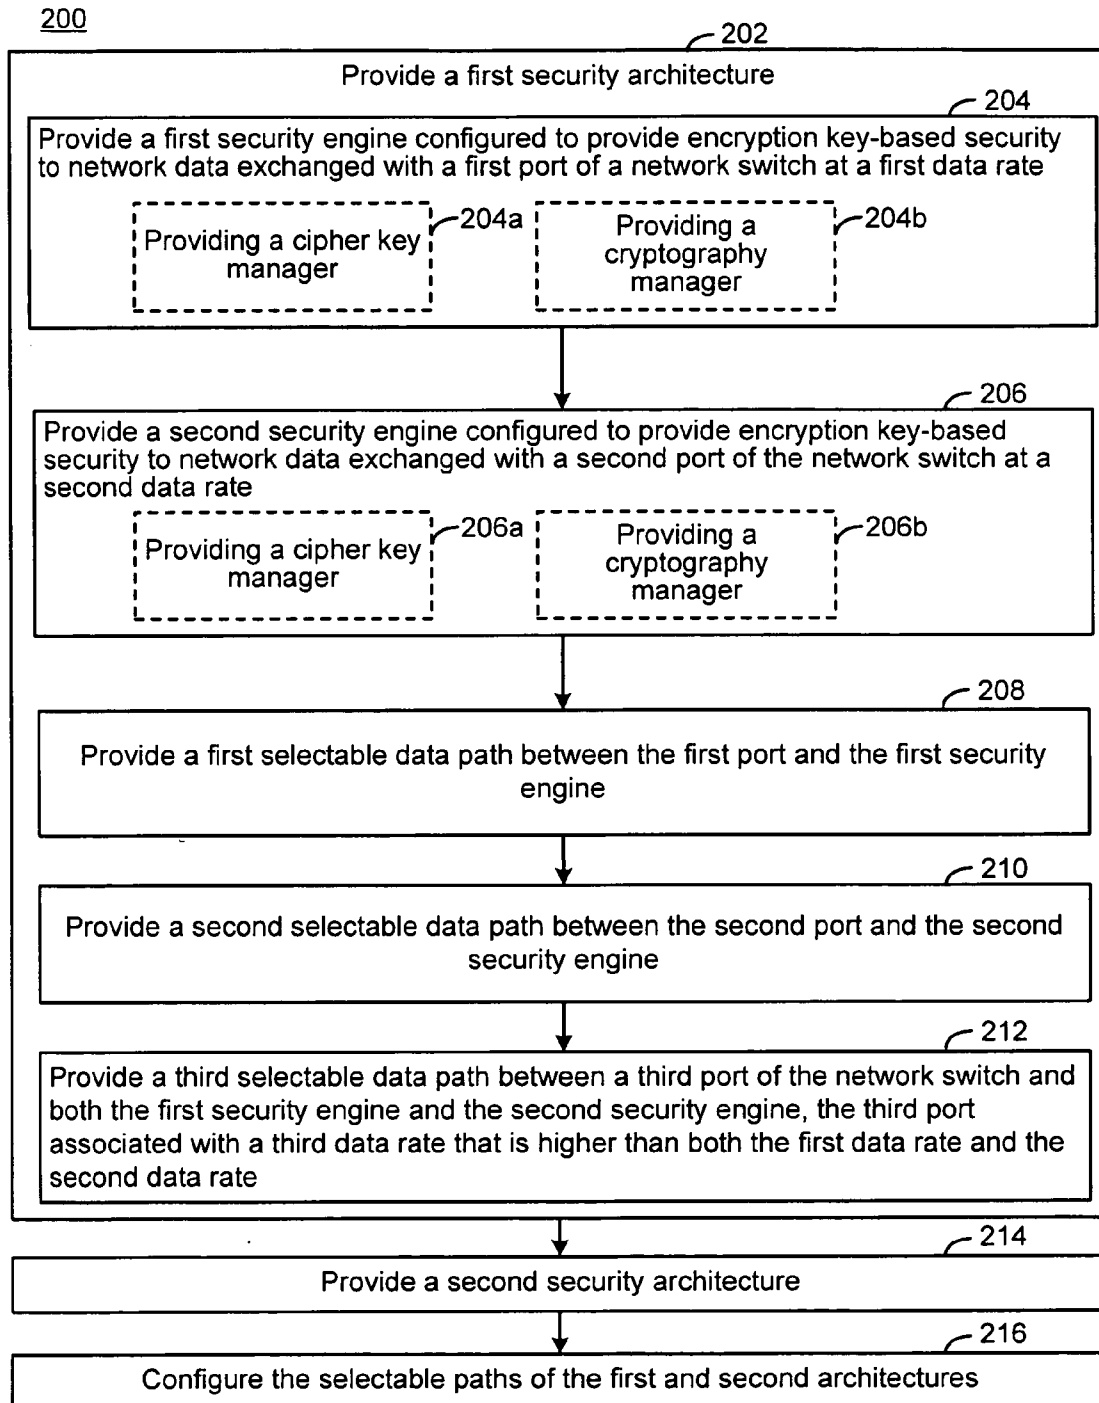 200
202
Provide a first security architecture
204
Provide a first security engine configured to provide encryption key-based security
to network data exchanged with a first port of a network switch at a first data rate
Providing a cipher key
manager
204a
Providing a
cryptography
manager
204b
206
Provide a second security engine configured to provide encryption key-based
security to network data exchanged with a second port of the network switch at a
second data rate
Providing a cipher key
manager
206a
Providing a
cryptography
manager
206b
208
Provide a first selectable data path between the first port and the first security
engine
210
Provide a second selectable data path between the second port and the second
security engine
212
Provide a third selectable data path between a third port of the network switch and
both the first security engine and the second security engine, the third port
associated with a third data rate that is higher than both the first data rate and the
second data rate
214
Provide a second security architecture
216
Configure the selectable paths of the first and second architectures